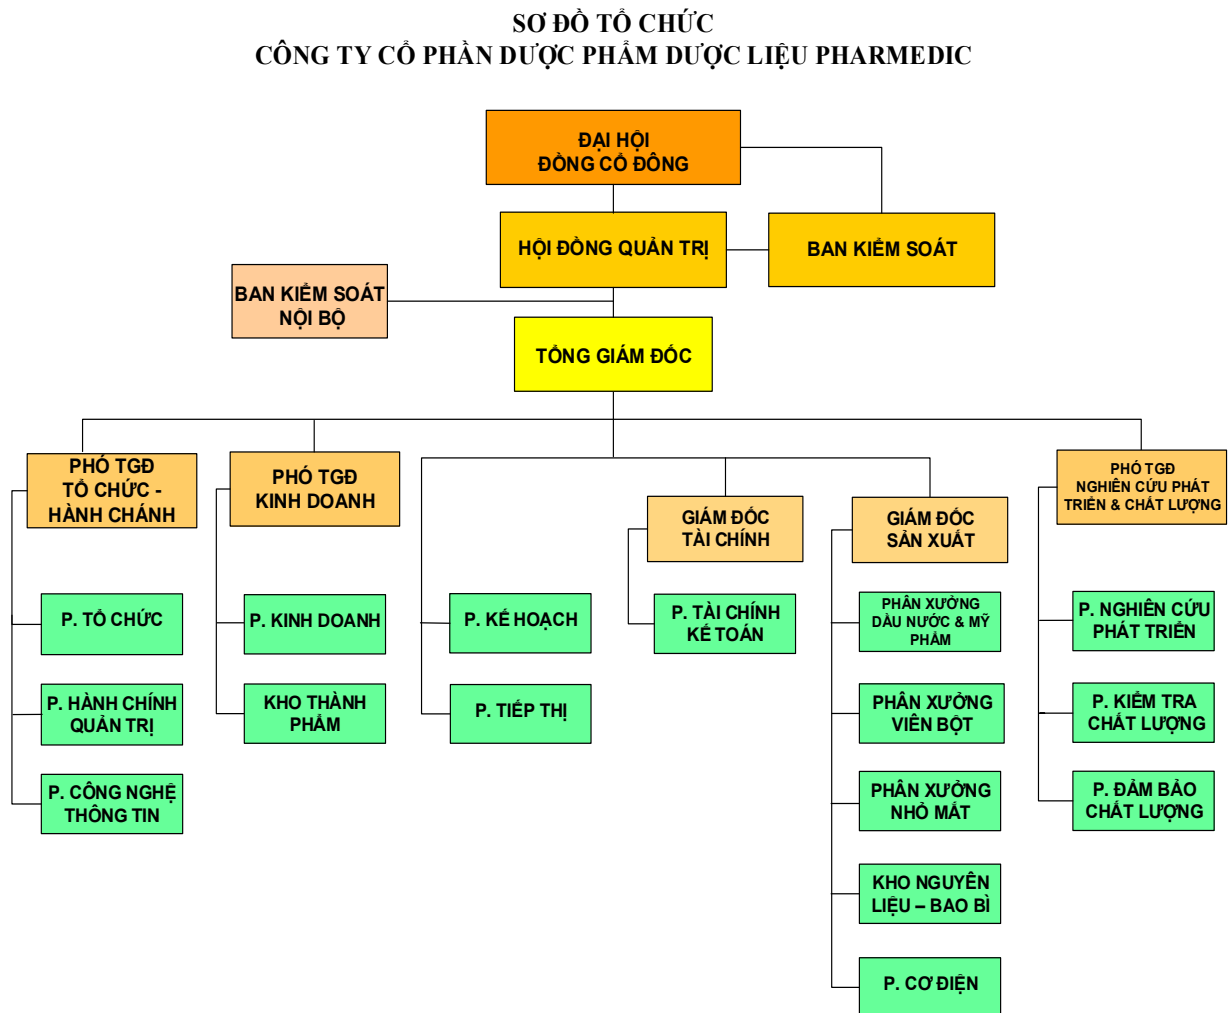 SƠ ĐỒ TỔ CHỨC
CÔNG TY CỔ PHẦN DƯỢC PHẨM DƯỢC LIỆU PHARMEDIC
ĐẠI HỘI
ĐỒNG CỔ ĐÔNG
HỘI ĐỒNG QUẢN TRỊ
BAN KIỂM SOÁT
BAN KIỂM SOÁT
NỘI BỘ
TỔNG GIÁM ĐỐC
PHÓ TGĐ
TỔ CHỨC -
HÀNH CHÁNH
PHÓ TGĐ
KINH DOANH
GIÁM ĐỐC
TÀI CHÍNH
GIÁM ĐỐC
SẢN XUẤT
PHÓ TGĐ
NGHIÊN CỨU PHÁT
TRIỂN & CHẤT LƯỢNG
P. TỔ CHỨC
P. HÀNH CHÍNH
QUẢN TRỊ
P. CÔNG NGHỆ
THÔNG TIN
P. KINH DOANH
KHO THÀNH
PHẨM
P. KẾ HOẠCH
P. TIẾP THỊ
P. TÀI CHÍNH
KẾ TOÁN
PHÂN XƯỞNG
DẦU NƯỚC & MỸ
PHẨM
PHÂN XƯỞNG
VIÊN BỘT
PHÂN XƯỞNG
NHỎ MẮT
KHO NGUYÊN
LIỆU – BAO BÌ
P. CƠ ĐIỆN
P. NGHIÊN CỨU
PHÁT TRIỂN
P. KIỂM TRA
CHẤT LƯỢNG
P. ĐẢM BẢO
CHẤT LƯỢNG